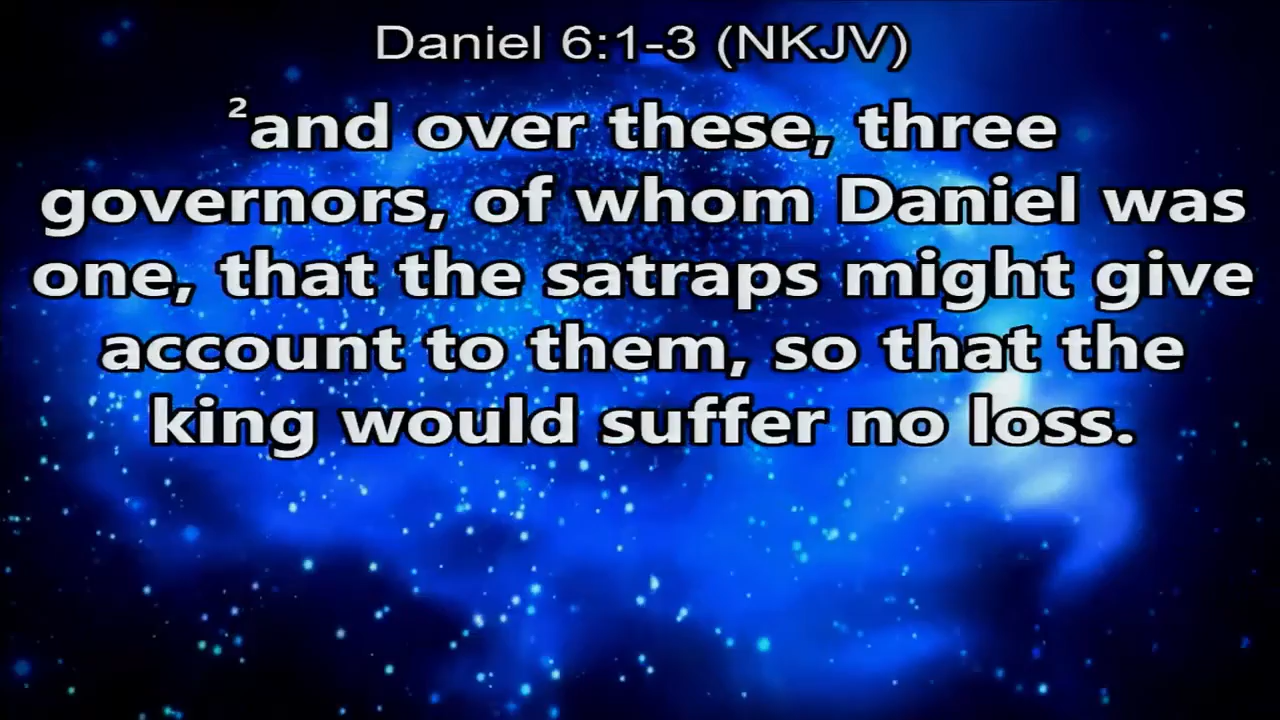 Daniel 6:1-3 (NKJV)
²and over these, three
governors, of whom Daniel was
one, that the satraps might give
account to them, so that the
king would suffer no loss.